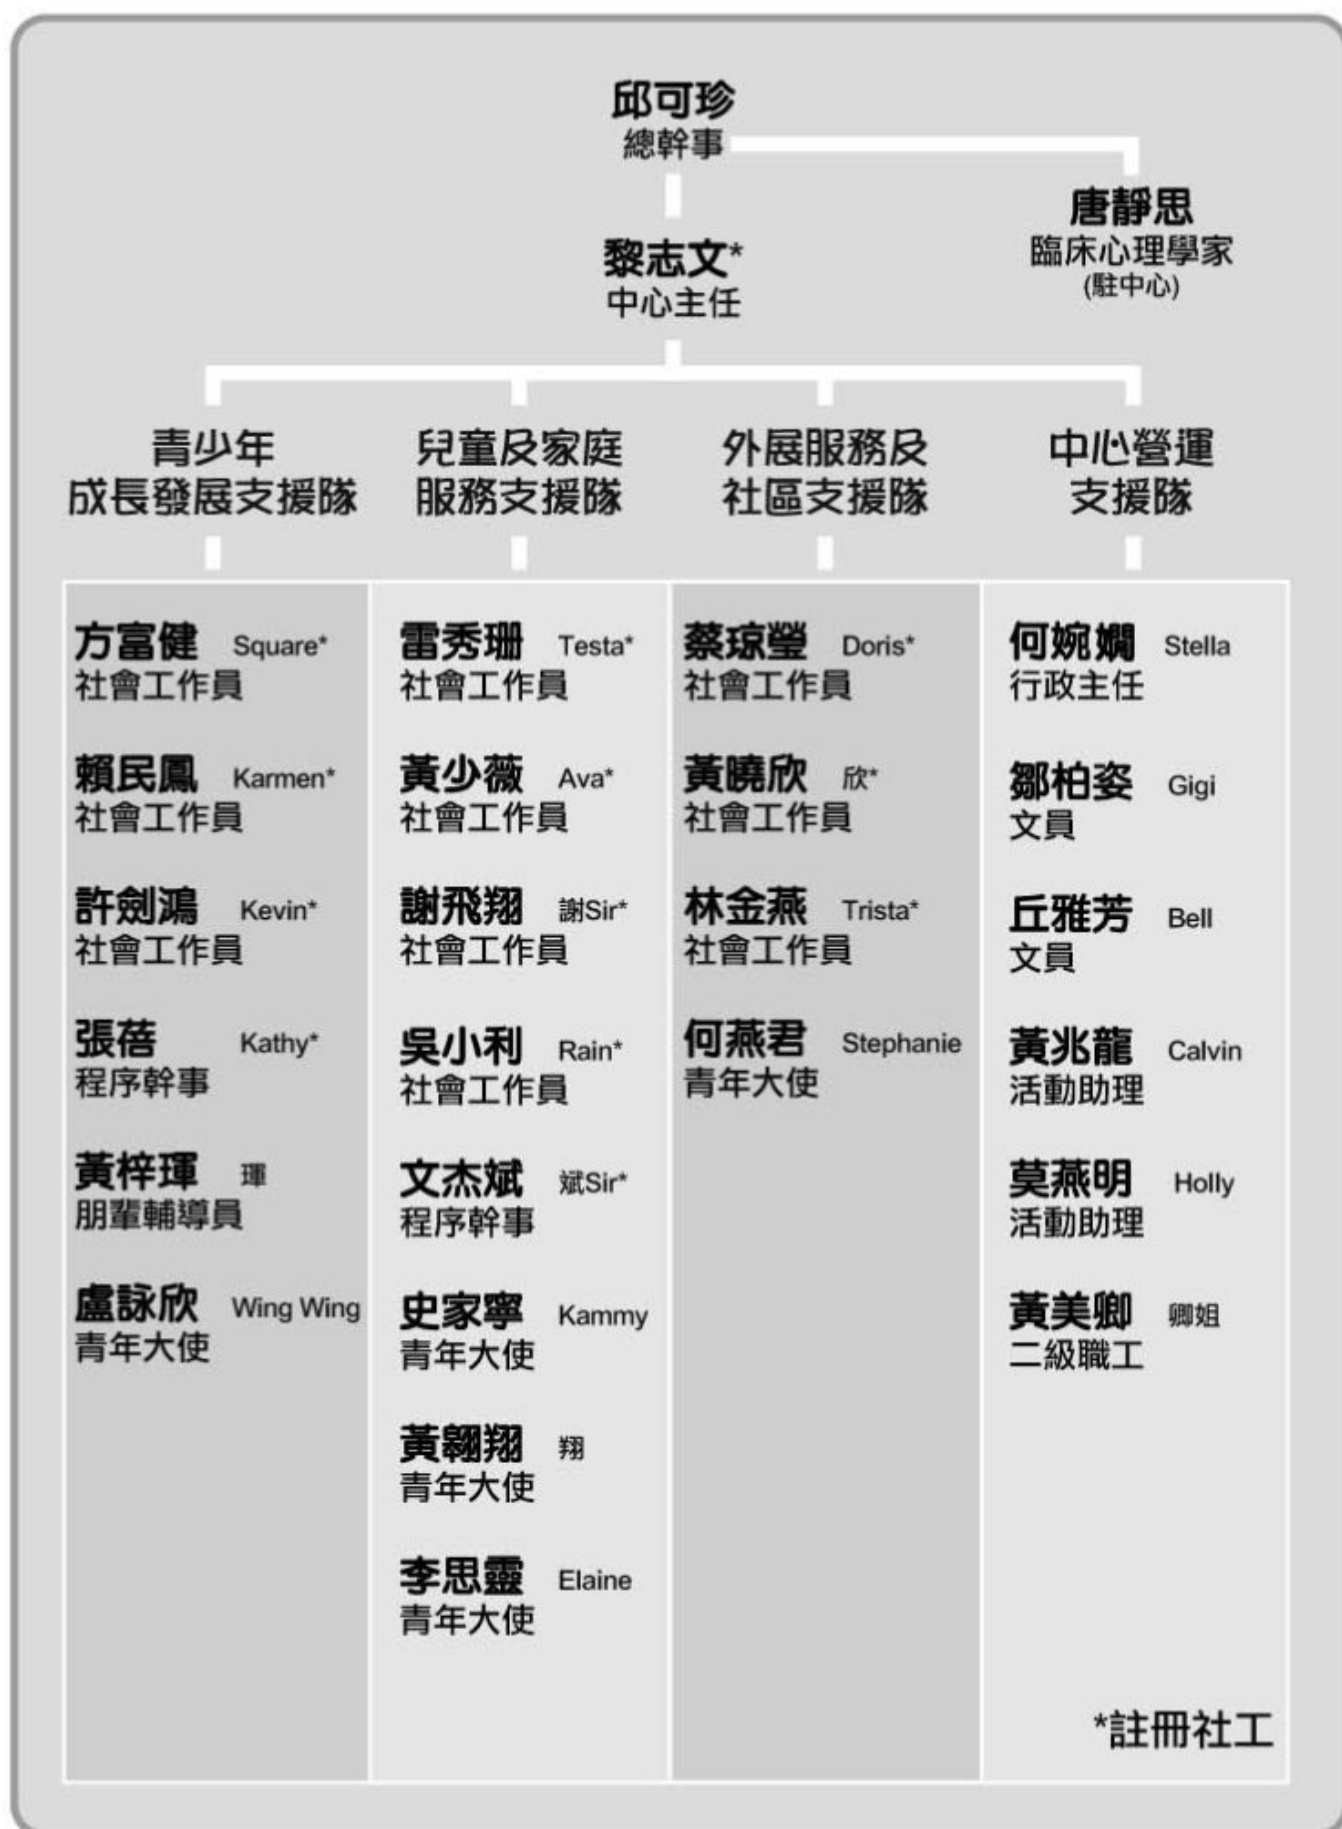 邱可珍
總幹事
唐靜思
臨床心理學家
(駐中心)
黎志文*
中心主任
青少年
成長發展支援隊
兒童及家庭
服務支援隊
外展服務及
社區支援隊
中心營運
支援隊
方富健 Square*
社會工作員
賴民鳳 Karmen*
社會工作員
許劍鴻 Kevin*
社會工作員
張蓓 Kathy*
程序幹事
黃梓琿 琿
朋輩輔導員
盧詠欣 Wing Wing
青年大使
雷秀珊 Testa*
社會工作員
黃少薇 Ava*
社會工作員
謝飛翔 謝Sir*
社會工作員
吳小利 Rain*
社會工作員
文杰斌 斌Sir*
程序幹事
史家寧 Kammy
青年大使
黃翱翔 翔
青年大使
李思靈 Elaine
青年大使
蔡琼瑩 Doris*
社會工作員
黃曉欣 欣*
社會工作員
林金燕 Trista*
社會工作員
何燕君 Stephanie
青年大使
何婉嫺 Stella
行政主任
鄒柏姿 Gigi
文員
丘雅芳 Bell
文員
黃兆龍 Calvin
活動助理
莫燕明 Holly
活動助理
黃美卿 卿姐
二級職工
*註冊社工